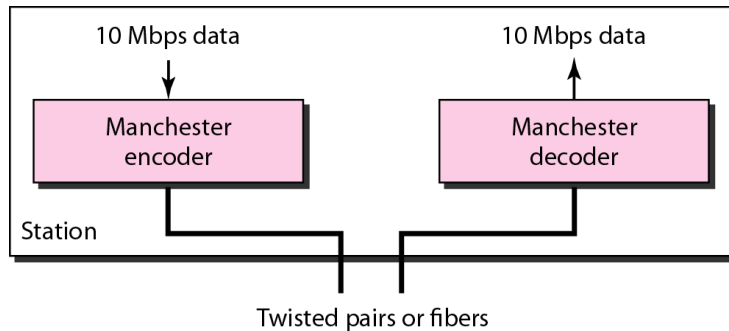 10 Mbps data
10 Mbps data
Manchester
encoder
Manchester
decoder
Station
Twisted pairs or fibers